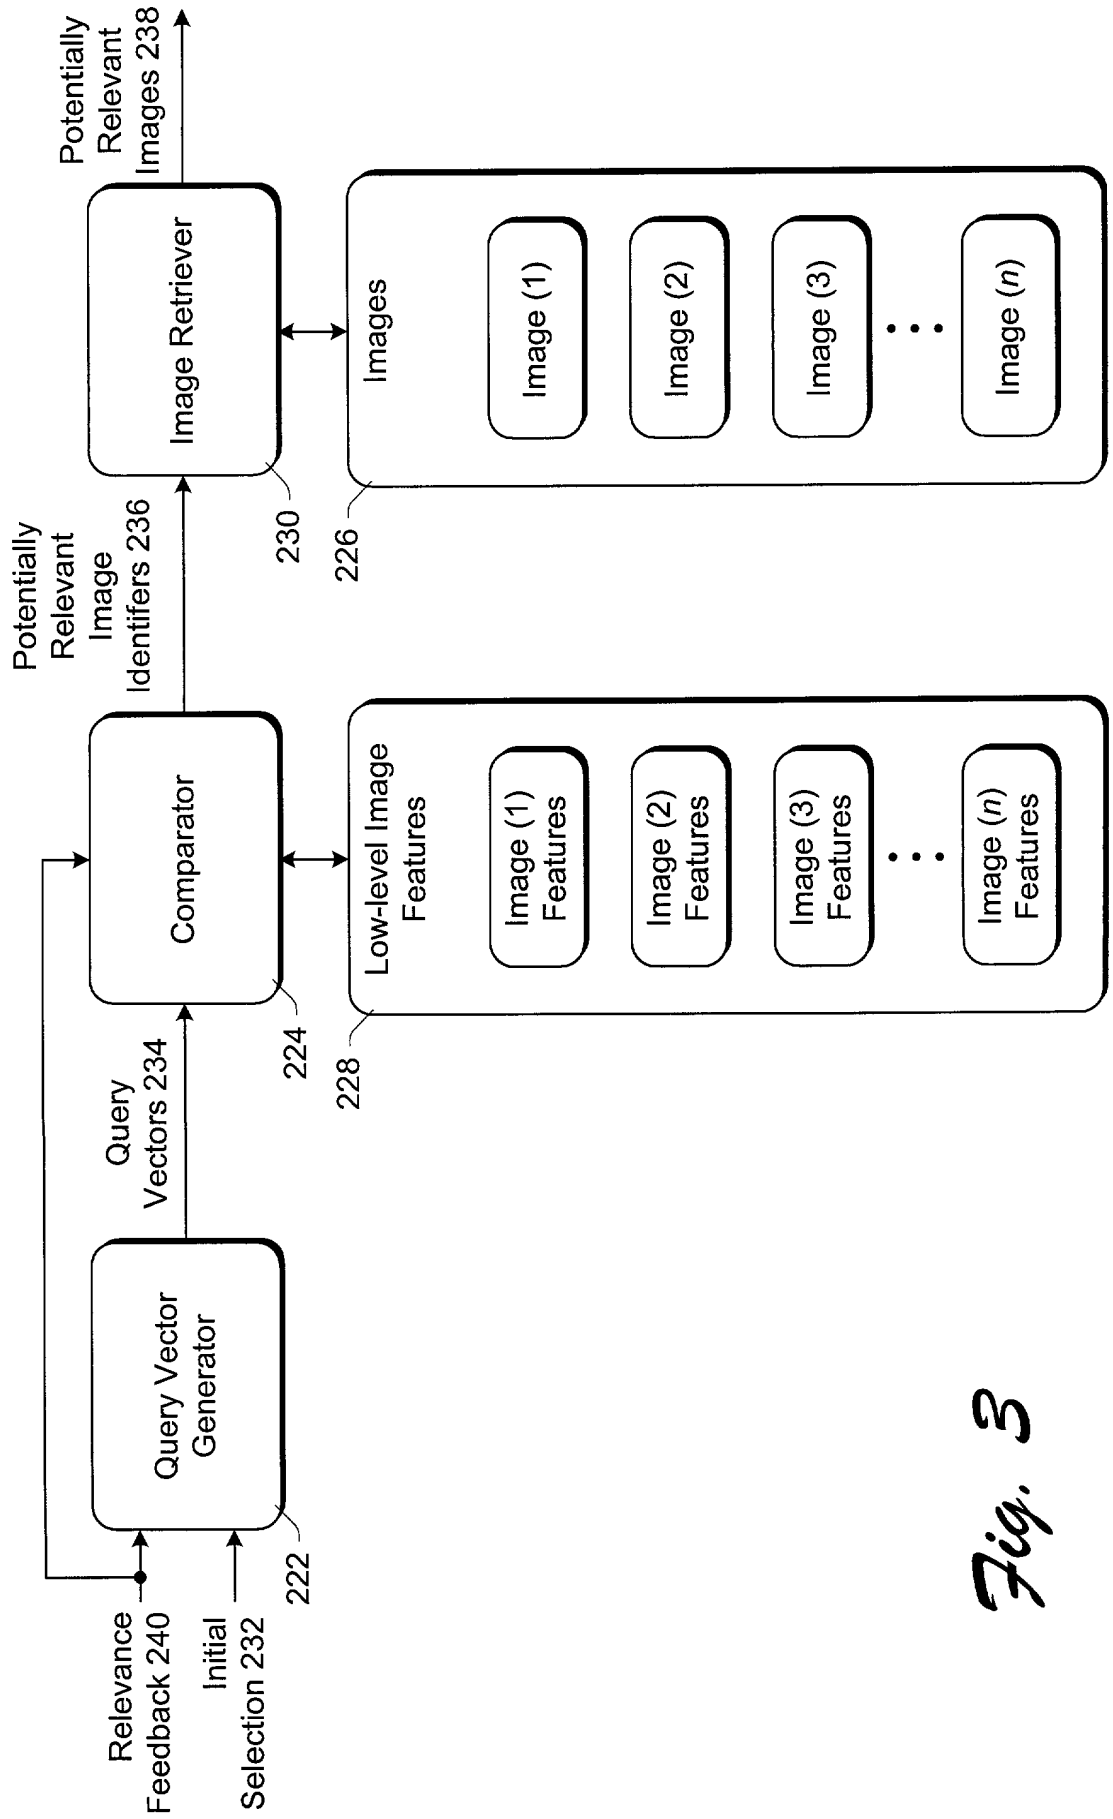 Relevance
Feedback 240
Initial
Selection 232
Query Vector
Generator
222
Query
Vectors 234
Comparator
224
Potentially
Relevant
Image
Identifers 236
Image Retriever
230
Potentially
Relevant
Images 238
Low-level Image
Features
Image (1)
Features
Image (2)
Features
Image (3)
Features
Image (n)
Features
228
Images
Image (1)
Image (2)
Image (3)
Image (n)
226
Fig. 3